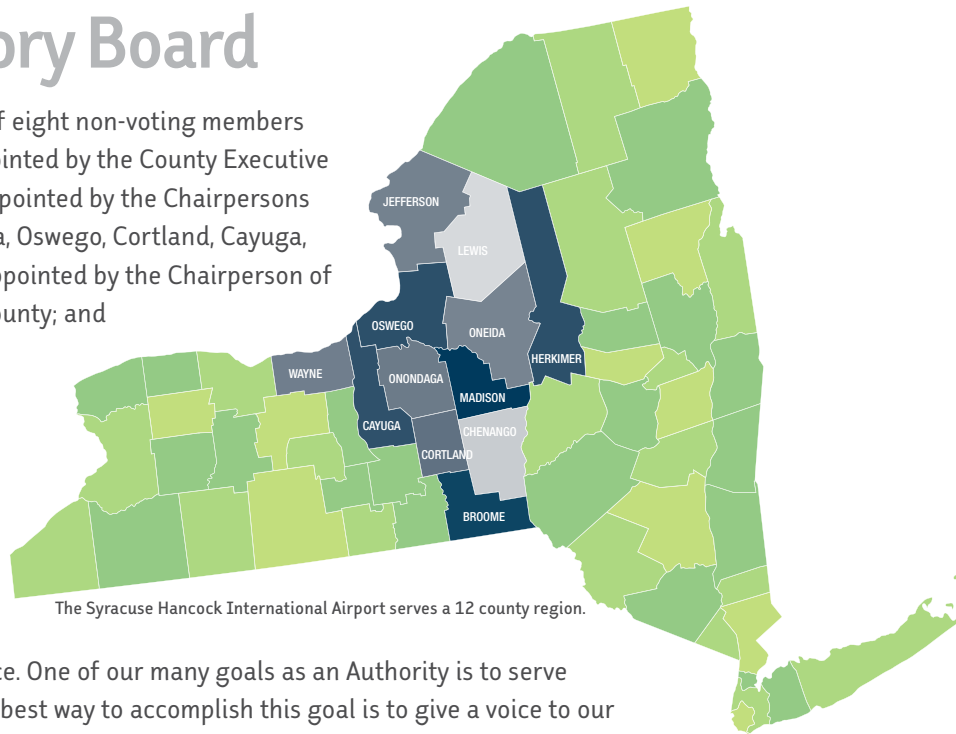 ory Board
f eight non-voting members
ointed by the County Executive
ppointed by the Chairpersons
a, Oswego, Cortland, Cayuga,
ppointed by the Chairperson of
ounty; and
JEFFERSON
LEWIS
OSWEGO
ONEIDA
HERKIMER
WAYNE
ONONDAGA
MADISON
CAYUGA
CHENANGO
CORTLAND
BROOME
The Syracuse Hancock International Airport serves a 12 county region.
ce. One of our many goals as an Authority is to serve
best way to accomplish this goal is to give a voice to our